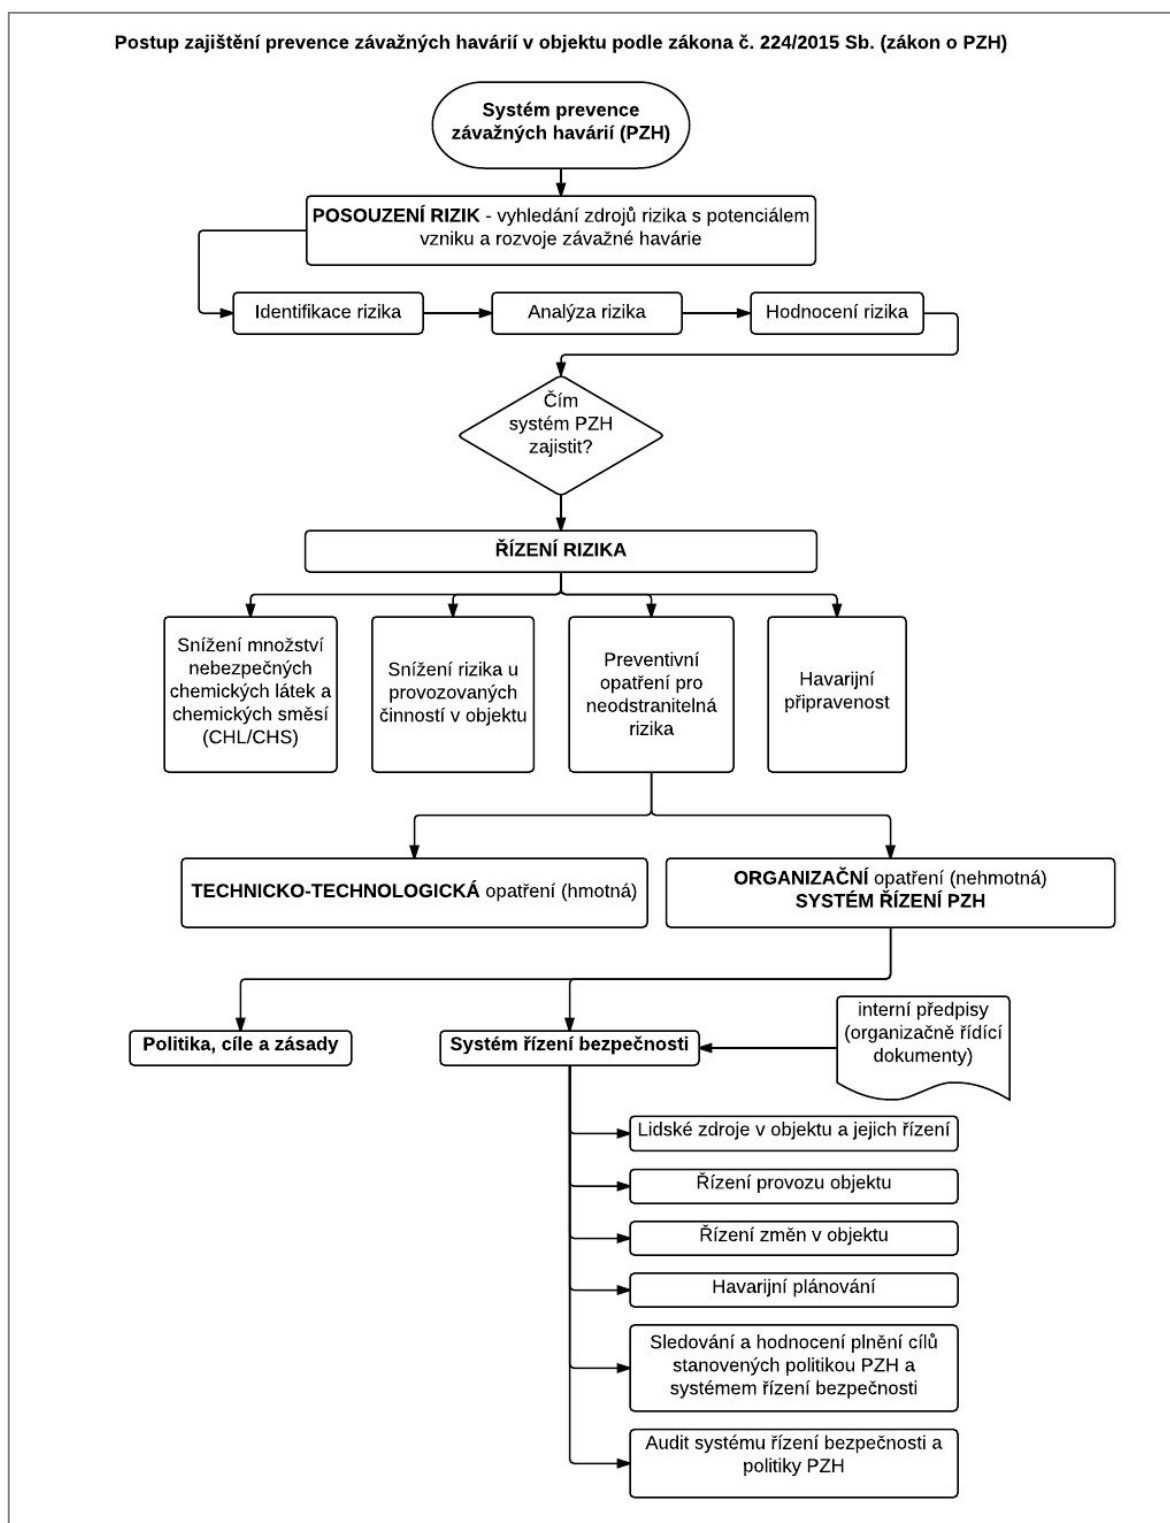 Postup zajištění prevence závažných havárií v objektu podle zákona č. 224/2015 Sb. (zákon o PZH)
Systém prevence
závažných havárií (PZH)
POSOUZENÍ RIZIK - vyhledání zdrojů rizika s potenciálem
vzniku a rozvoje závažné havárie
Identifikace rizika
Analýza rizika
Hodnocení rizika
Čím
systém PZH
zajistit?
ŘÍZENÍ RIZIKA
Snížení množství
nebezpečných
chemických látek a
chemických směsí
(CHL/CHS)
Snížení rizika u
provozovaných
činností v objektu
Preventivní
opatření pro
neodstranitelná
rizika
Havarijní
připravenost
TECHNICKO-TECHNOLOGICKÁ opatření (hmotná)
ORGANIZAČNÍ opatření (nehmotná)
SYSTÉM ŘÍZENÍ PZH
Politika, cíle a zásady
Systém řízení bezpečnosti
interní předpisy
(organizačně řídící
dokumenty)
Lidské zdroje v objektu a jejich řízení
Řízení provozu objektu
Řízení změn v objektu
Havarijní plánování
Sledování a hodnocení plnění cílů
stanovených politikou PZH a
systémem řízení bezpečnosti
Audit systému řízení bezpečnosti a
politiky PZH